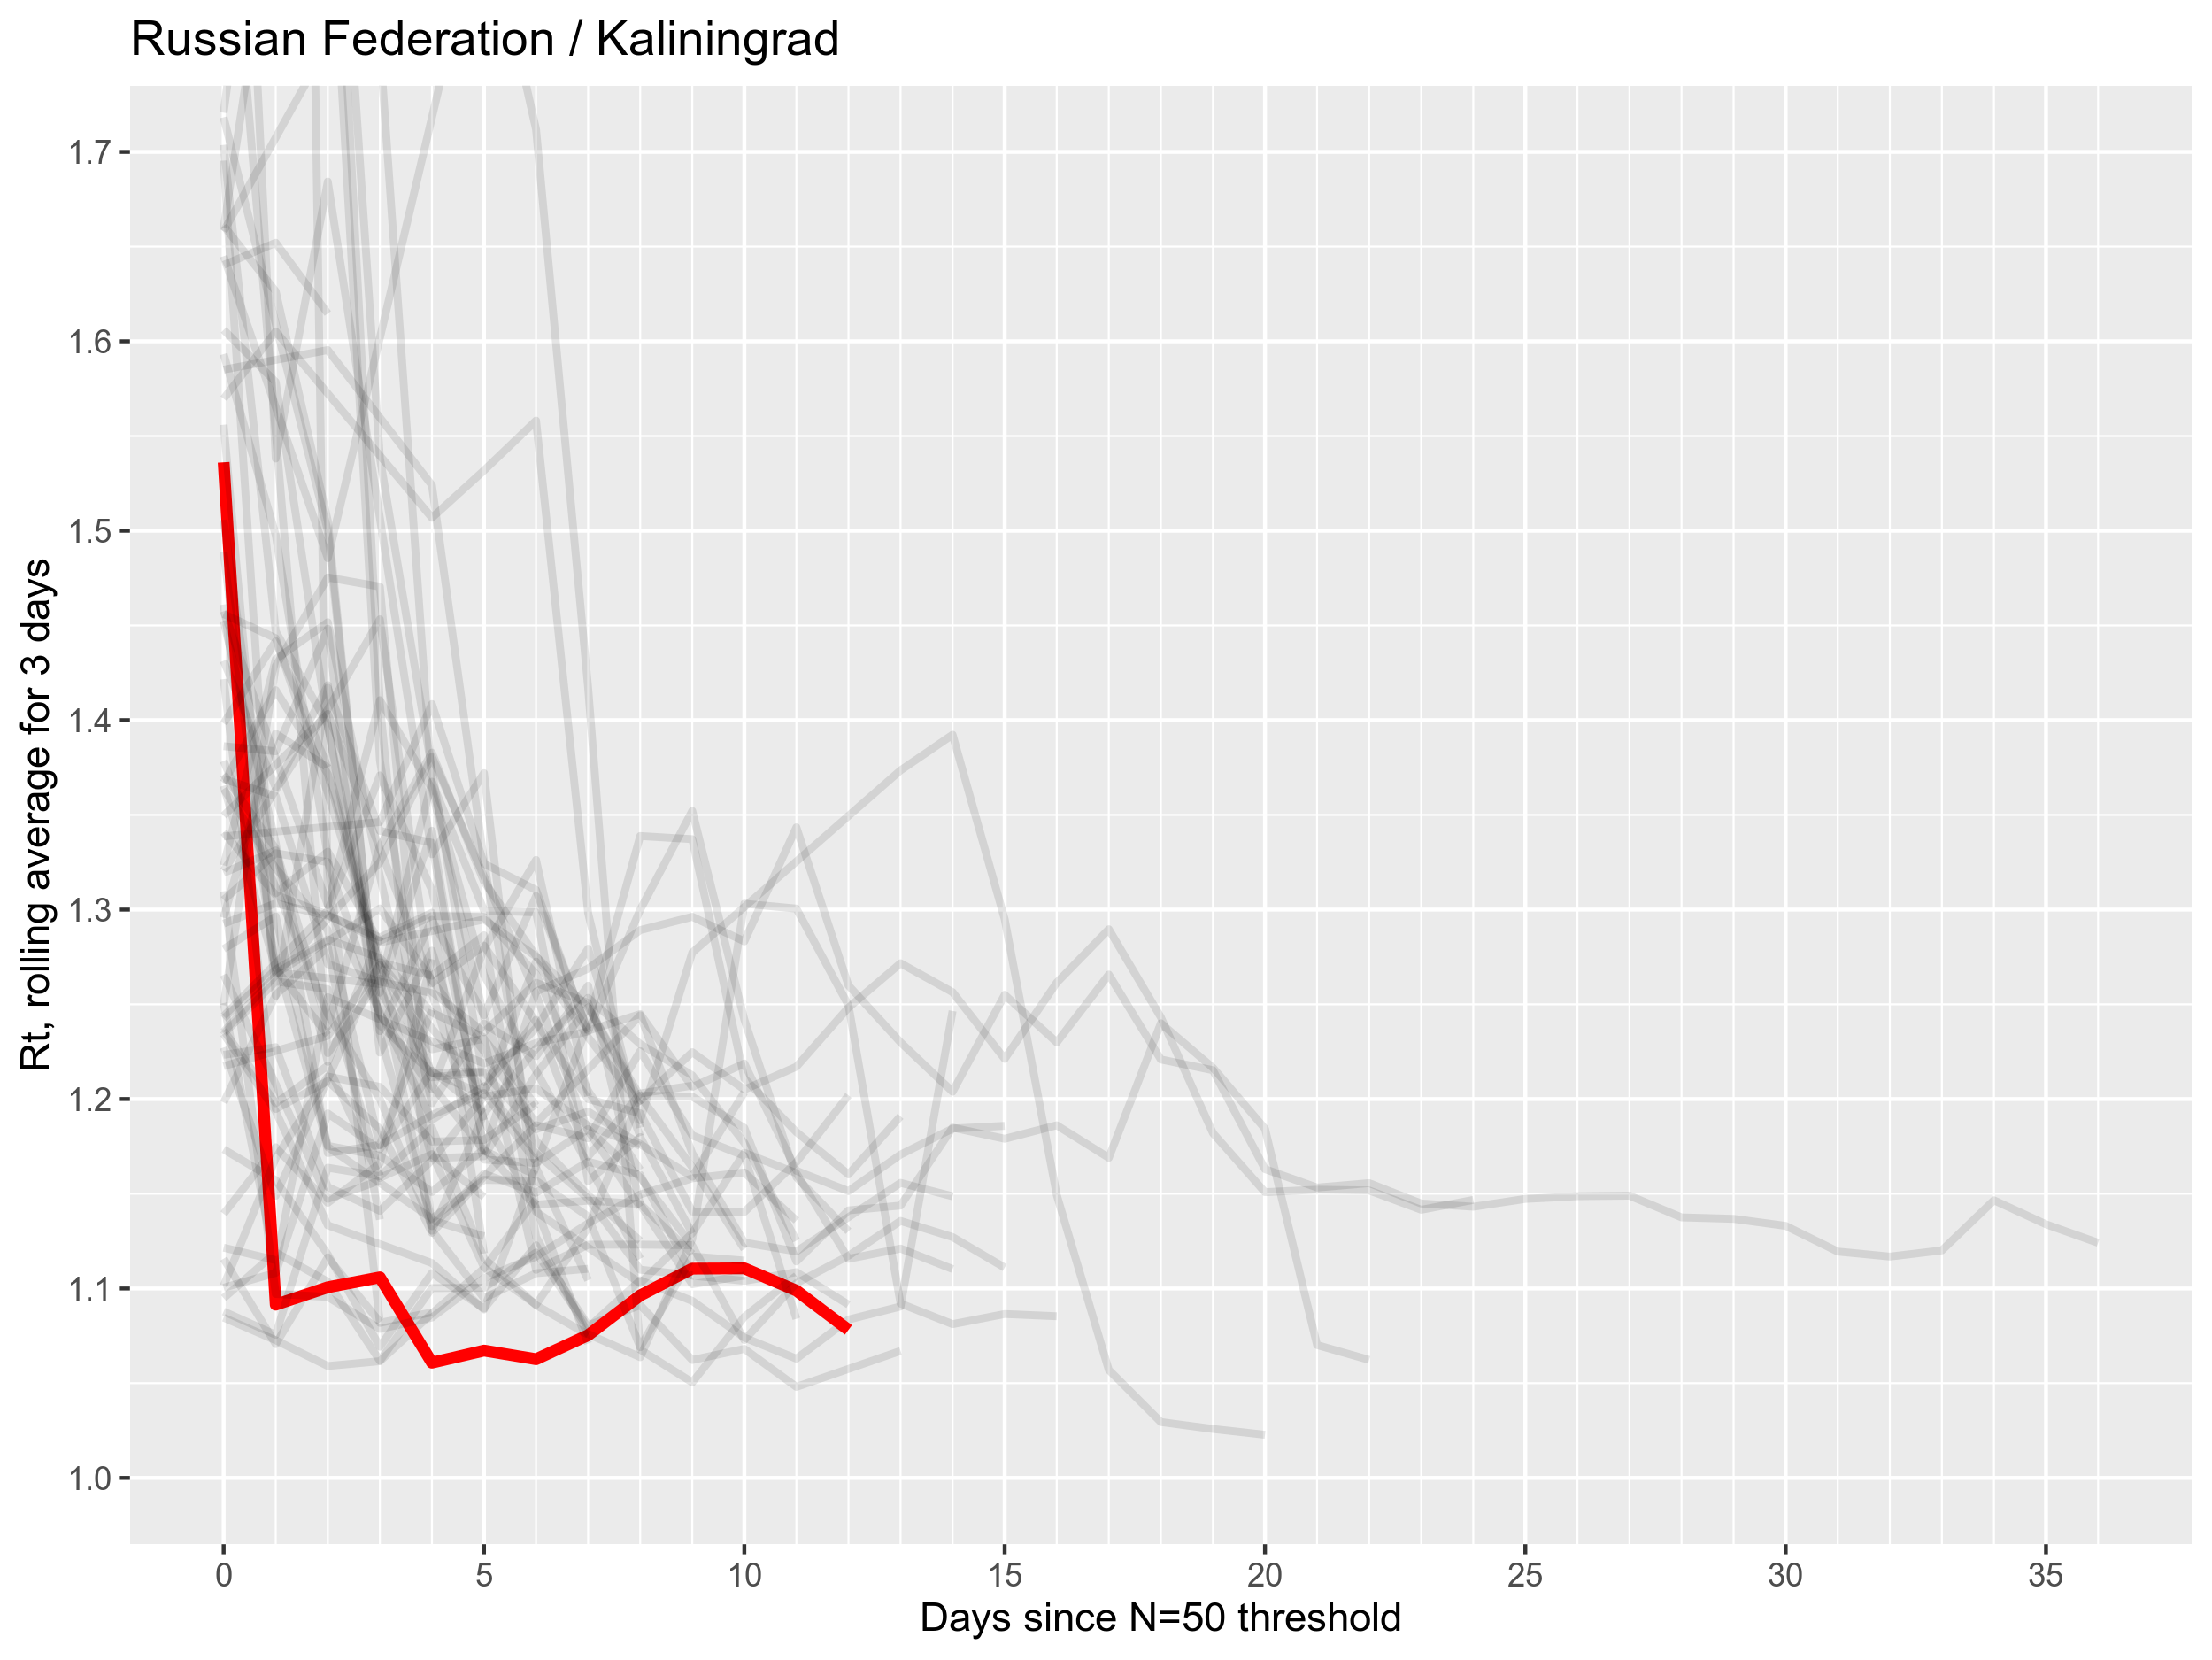 Russian Federation / Kaliningrad
Rt, rolling average for 3 days
1.7
1.6
1.5
1.4
1.3
1.2
1.1
1.0
0 5 10 15 20 25 30 35
Days since N=50 threshold